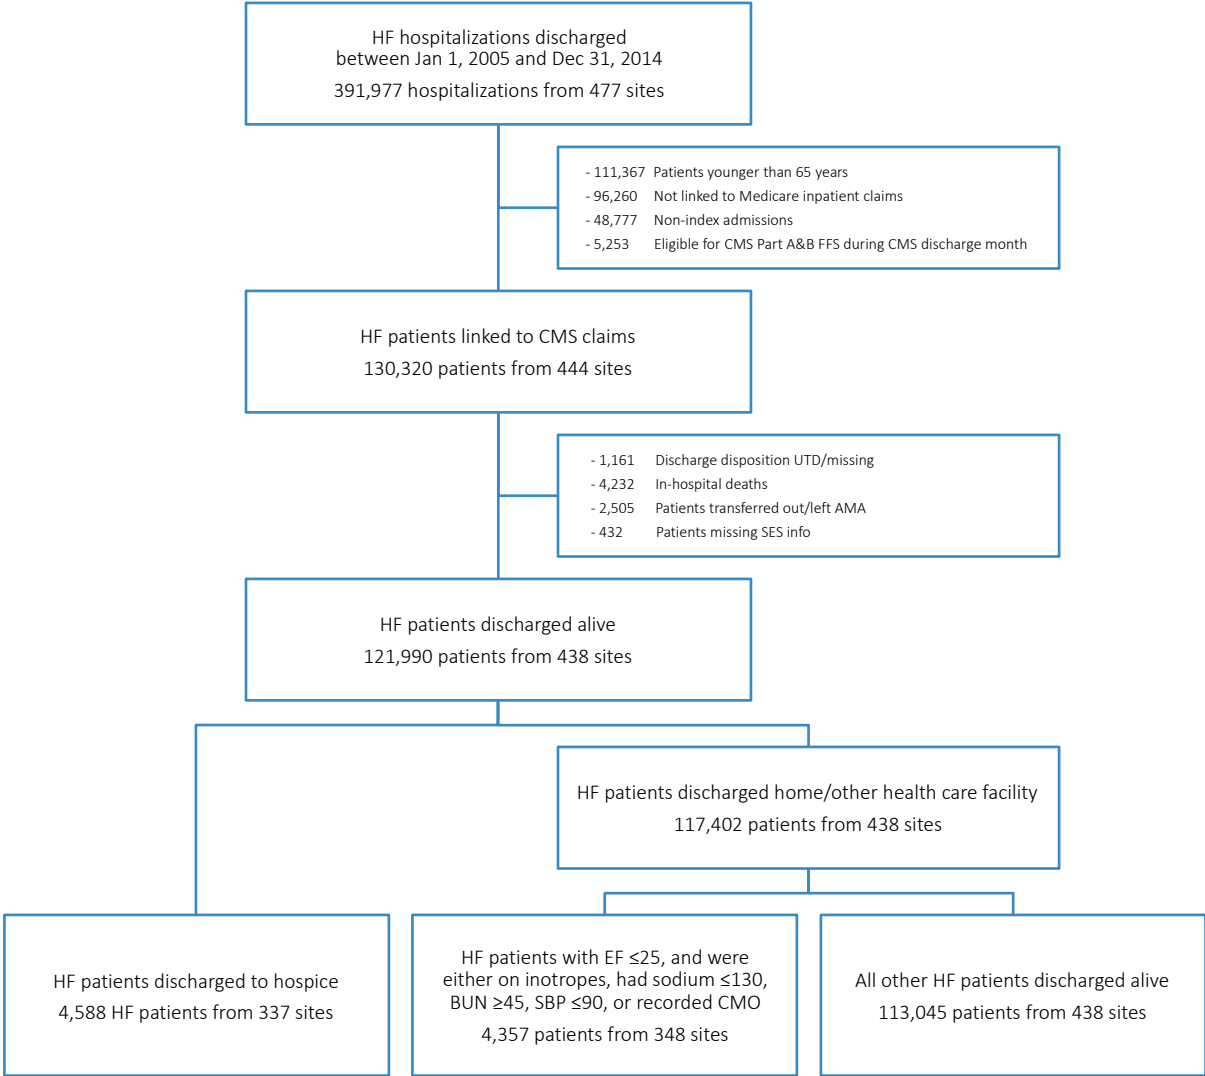 HF hospitalizations discharged
between Jan 1, 2005 and Dec 31, 2014
391,977 hospitalizations from 477 sites
- 111,367 Patients younger than 65 years
- 96,260 Not linked to Medicare inpatient claims
- 48,777 Non-index admissions
- 5,253 Eligible for CMS Part A&B FFS during CMS discharge month
HF patients linked to CMS claims
130,320 patients from 444 sites
- 1,161 Discharge disposition UTD/missing
- 4,232 In-hospital deaths
- 2,505 Patients transferred out/left AMA
- 432 Patients missing SES info
HF patients discharged alive
121,990 patients from 438 sites
HF patients discharged home/other health care facility
117,402 patients from 438 sites
HF patients discharged to hospice
4,588 HF patients from 337 sites
HF patients with EF ≤25, and were
either on inotropes, had sodium ≤130,
BUN ≥45, SBP ≤90, or recorded CMO
4,357 patients from 348 sites
All other HF patients discharged alive
113,045 patients from 438 sites